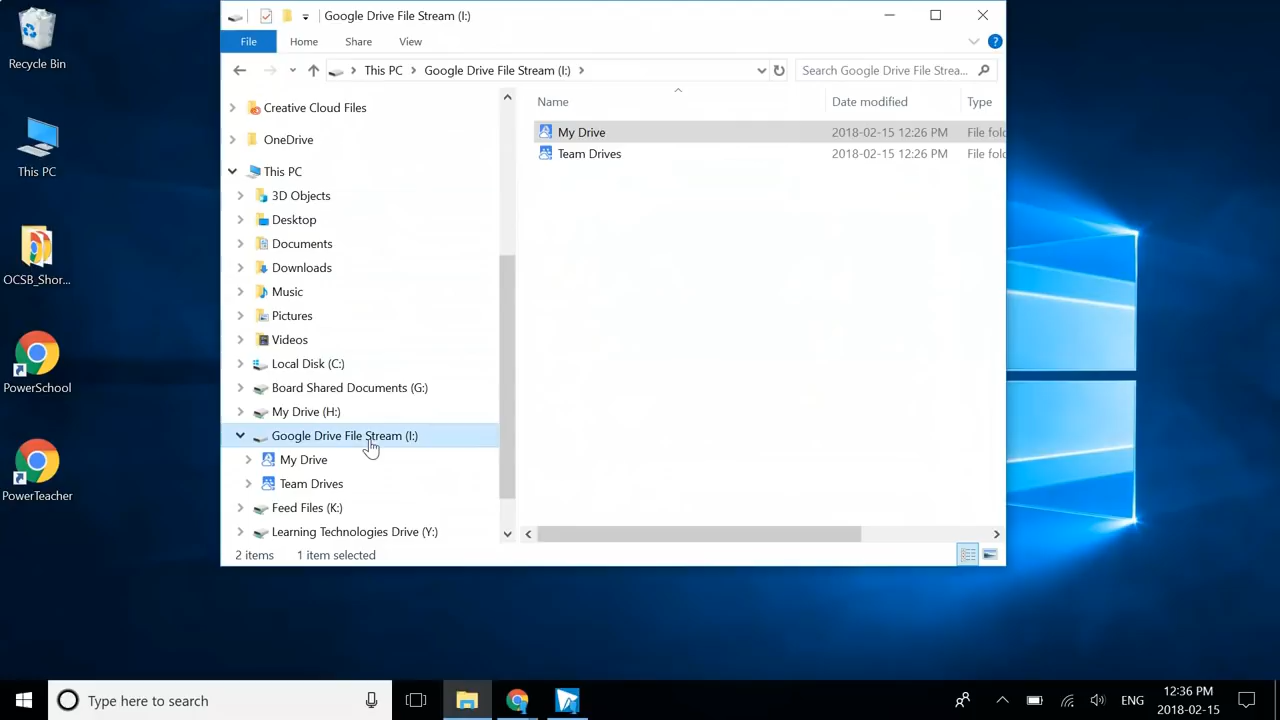 Recycle Bin
This PC
OCSB_Shor...
PowerSchool
PowerTeacher
Google Drive File Stream (I:)
File Home Share View
This PC Google Drive File Stream (I:)
Search Google Drive File Strea...
Creative Cloud Files
OneDrive
This PC
3D Objects
Desktop
Documents
Downloads
Music
Pictures
Videos
Local Disk (C:)
Board Shared Documents (G:)
My Drive (H:)
Google Drive File Stream (I:)
My Drive
Team Drives
Feed Files (K:)
Learning Technologies Drive (Y:)
Name Date modified Type
My Drive 2018-02-15 12:26 PM File fold
Team Drives 2018-02-15 12:26 PM File fold
2 items 1 item selected
Type here to search
ENG
12:36 PM
2018-02-15